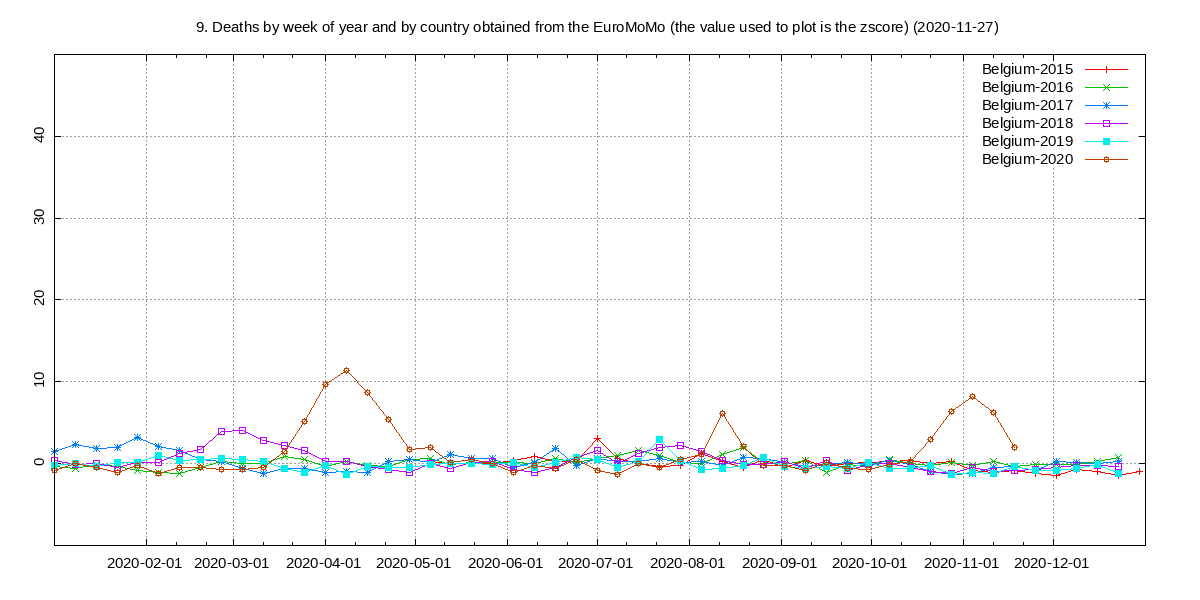 9. Deaths by week of year and by country obtained from the EuroMoMo (the value used to plot is the zscore) (2020-11-27)
Belgium-2015
Belgium-2016
Belgium-2017
Belgium-2018
Belgium-2019
Belgium-2020
40
30
20
10
0
2020-02-01 2020-03-01 2020-04-01 2020-05-01 2020-06-01 2020-07-01 2020-08-01 2020-09-01 2020-10-01 2020-11-01 2020-12-01